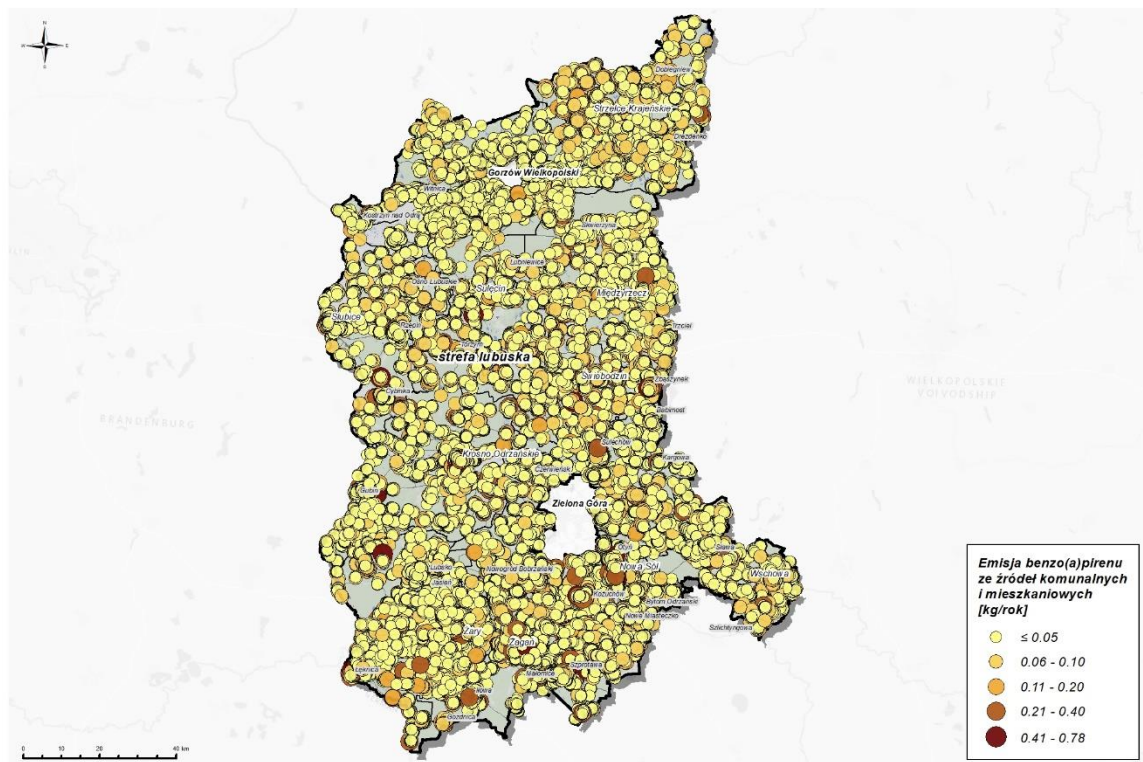 N
W
E
S
Dobiegniew
Strzelce Krajeńskie
Drezdenko
Gorzów Wielkopolski
Witnica
Kostrzyn nad Odrą
Skwierzyna
Lubniewice
Ośno Lubuskie
Sulęcin
Międzyrzecz
Słubice
Rzepin
Trzciel
Torzym
strefa lubuska
Świebodzin
Zbąszynek
Cybinka
Babimost
WIELKOPOLSKIE
VOIVODSHIP
BRANDENBURG
Sulechów
Krosno Odrzańskie
Kargowa
Czerwieńsk
Gubin
Zielona Góra
Otyń
Sława
Lubsko
Nowogród Bobrzański
Nowa Sól
Wschowa
Jasień
Kożuchów
Bytom Odrzański
Nowe Miasteczko
Szlichtyngowa
Żary
Żagań
Łęknica
Szprotawa
Małomice
Iłowa
Gozdnica
Emisja benzo(a)pirenu
ze źródeł komunalnych
i mieszkaniowych
[kg/rok]
≤ 0.05
0.06 - 0.10
0.11 - 0.20
0.21 - 0.40
0.41 - 0.78
0 10 20 40 km